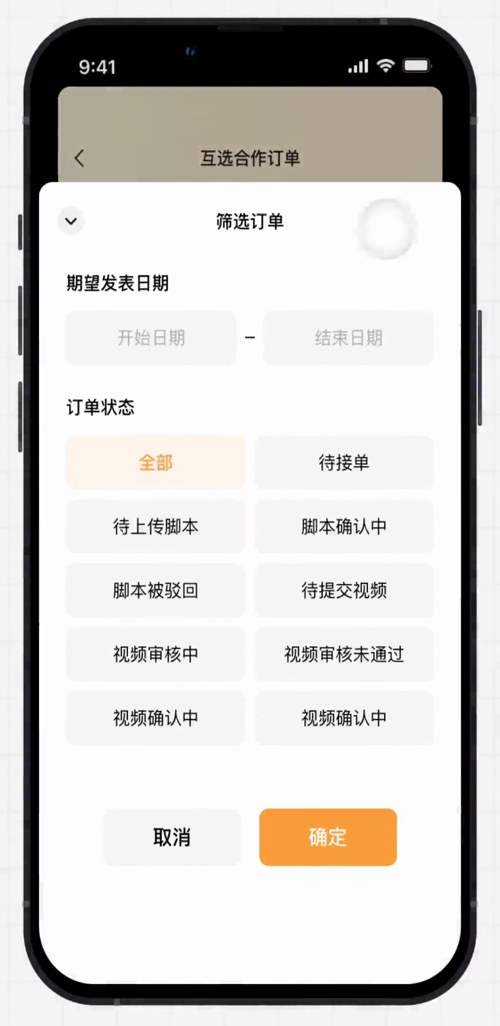 9:41
互选合作订单
筛选订单
期望发表日期
开始日期 – 结束日期
订单状态
全部 待接单
待上传脚本 脚本确认中
脚本被驳回 待提交视频
视频审核中 视频审核未通过
视频确认中 视频确认中
取消 确定